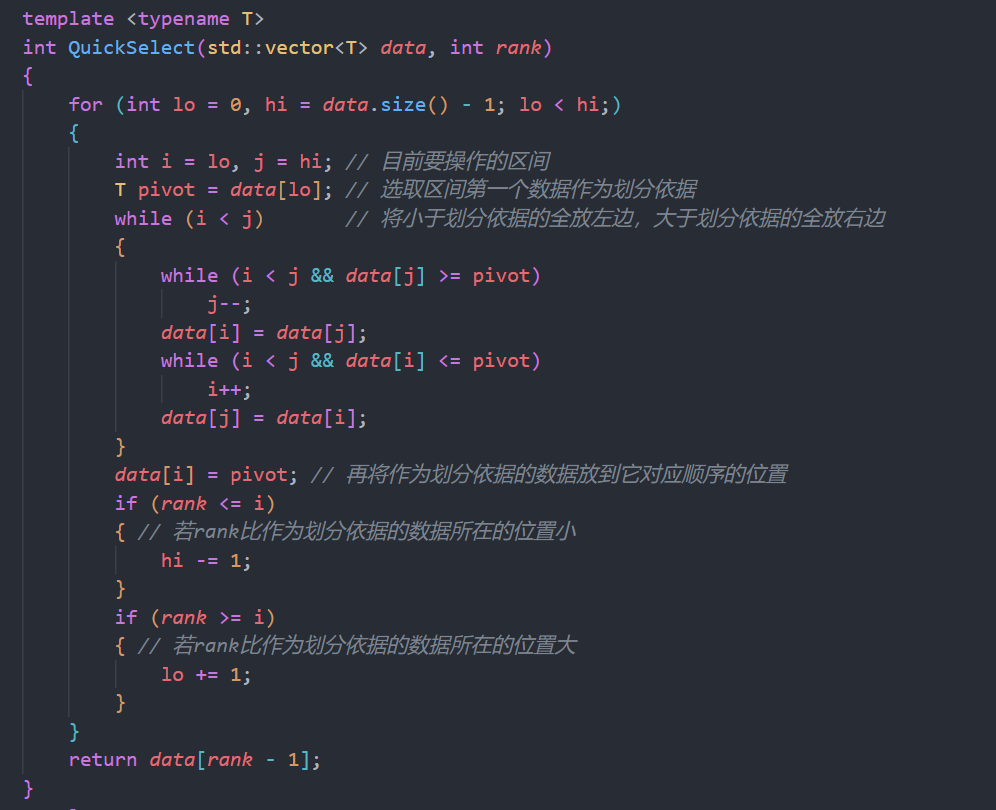 template <typename T>
int QuickSelect(std::vector<T> data, int rank)
{
    for (int lo = 0, hi = data.size() - 1; lo < hi;)
    {
        int i = lo, j = hi; // 目前要操作的区间
        T pivot = data[lo]; // 选取区间第一个数据作为划分依据
        while (i < j)       // 将小于划分依据的全放左边，大于划分依据的全放右边
        {
            while (i < j && data[j] >= pivot)
                j--;
            data[i] = data[j];
            while (i < j && data[i] <= pivot)
                i++;
            data[j] = data[i];
        }
        data[i] = pivot; // 再将作为划分依据的数据放到它对应顺序的位置
        if (rank <= i)
        { // 若rank比作为划分依据的数据所在的位置小
            hi -= 1;
        }
        if (rank >= i)
        { // 若rank比作为划分依据的数据所在的位置大
            lo += 1;
        }
    }
    return data[rank - 1];
}